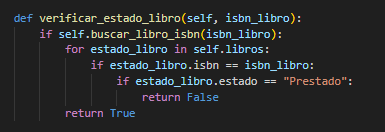 def verificar_estado_libro(self, isbn_libro):
    if self.buscar_libro_isbn(isbn_libro):
        for estado_libro in self.libros:
            if estado_libro.isbn == isbn_libro:
                if estado_libro.estado == "Prestado":
                    return False
        return True